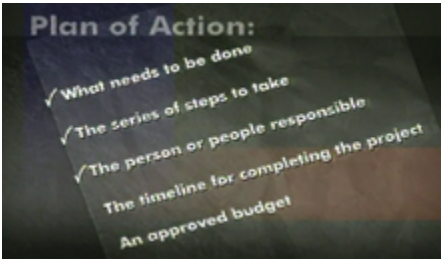 Plan of Action:
✓ What needs to be done
✓ The series of steps to take
✓ The person or people responsible
The timeline for completing the project
An approved budget